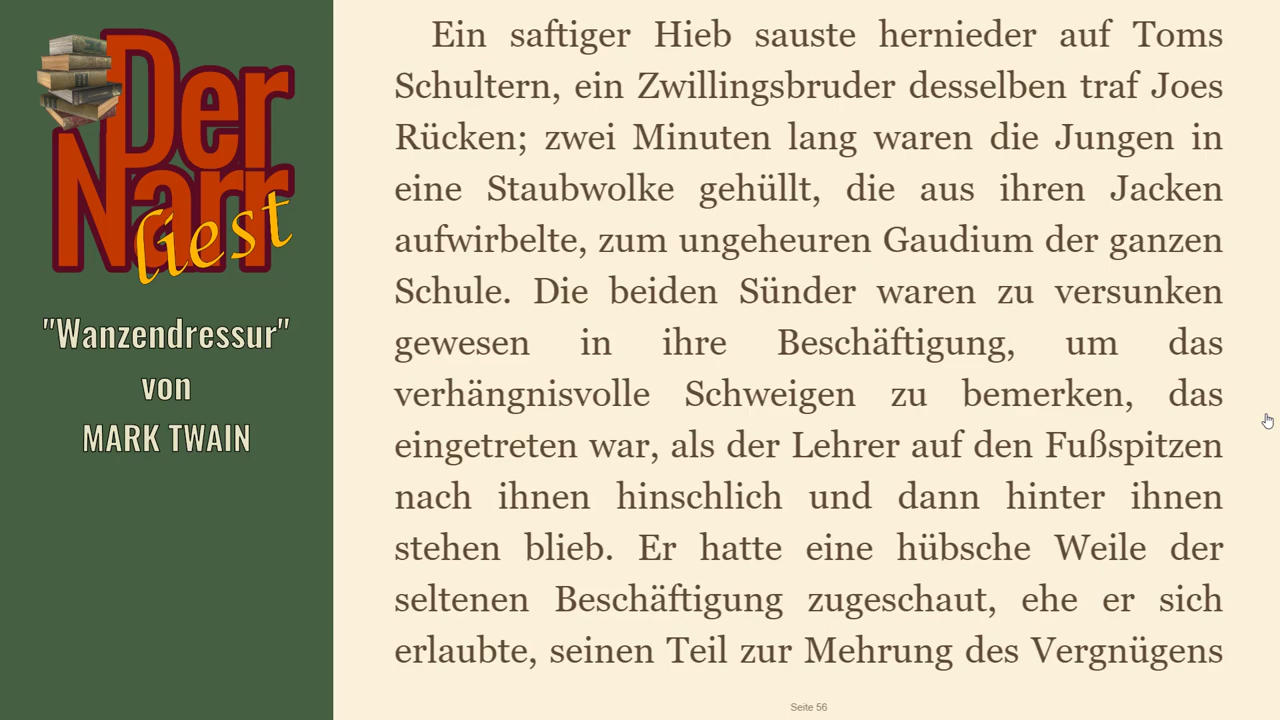 Der
Narr
liest
"Wanzendressur"
von
MARK TWAIN
Ein saftiger Hieb sauste hernieder auf Toms
Schultern, ein Zwillingsbruder desselben traf Joes
Rücken; zwei Minuten lang waren die Jungen in
eine Staubwolke gehüllt, die aus ihren Jacken
aufwirbelte, zum ungeheuren Gaudium der ganzen
Schule. Die beiden Sünder waren zu versunken
gewesen in ihre Beschäftigung, um das
verhängnisvolle Schweigen zu bemerken, das
eingetreten war, als der Lehrer auf den Fußspitzen
nach ihnen hinschlich und dann hinter ihnen
stehen blieb. Er hatte eine hübsche Weile der
seltenen Beschäftigung zugeschaut, ehe er sich
erlaubte, seinen Teil zur Mehrung des Vergnügens
Seite 56